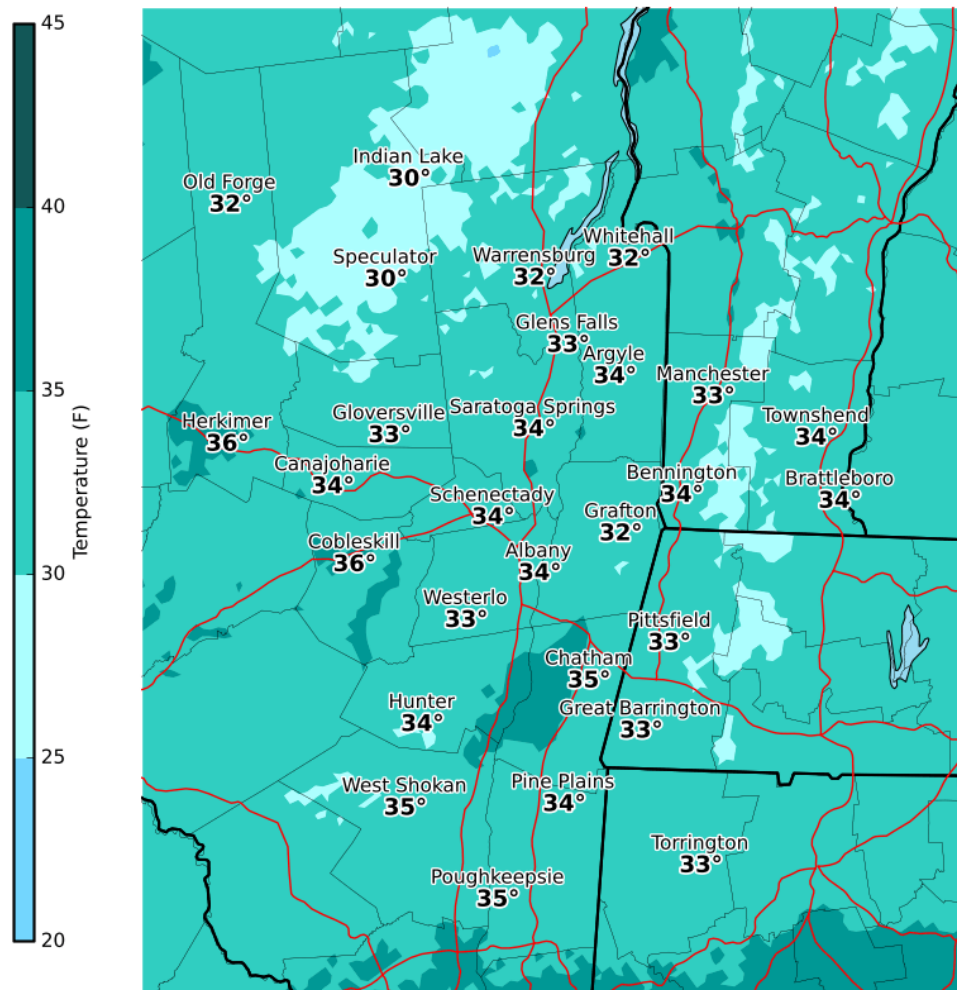 45
40
35
30
25
20
Temperature (F)
Indian Lake
30°
Old Forge
32°
Whitehall
32°
Speculator
30°
Warrensburg
32°
Glens Falls
33°
Argyle
34°
Manchester
33°
Saratoga Springs
34°
Gloversville
33°
Townshend
34°
Herkimer
36°
Canajoharie
34°
Bennington
34°
Brattleboro
34°
Schenectady
34°
Grafton
32°
Cobleskill
36°
Albany
34°
Westerlo
33°
Pittsfield
33°
Chatham
35°
Hunter
34°
Great Barrington
33°
West Shokan
35°
Pine Plains
34°
Torrington
33°
Poughkeepsie
35°